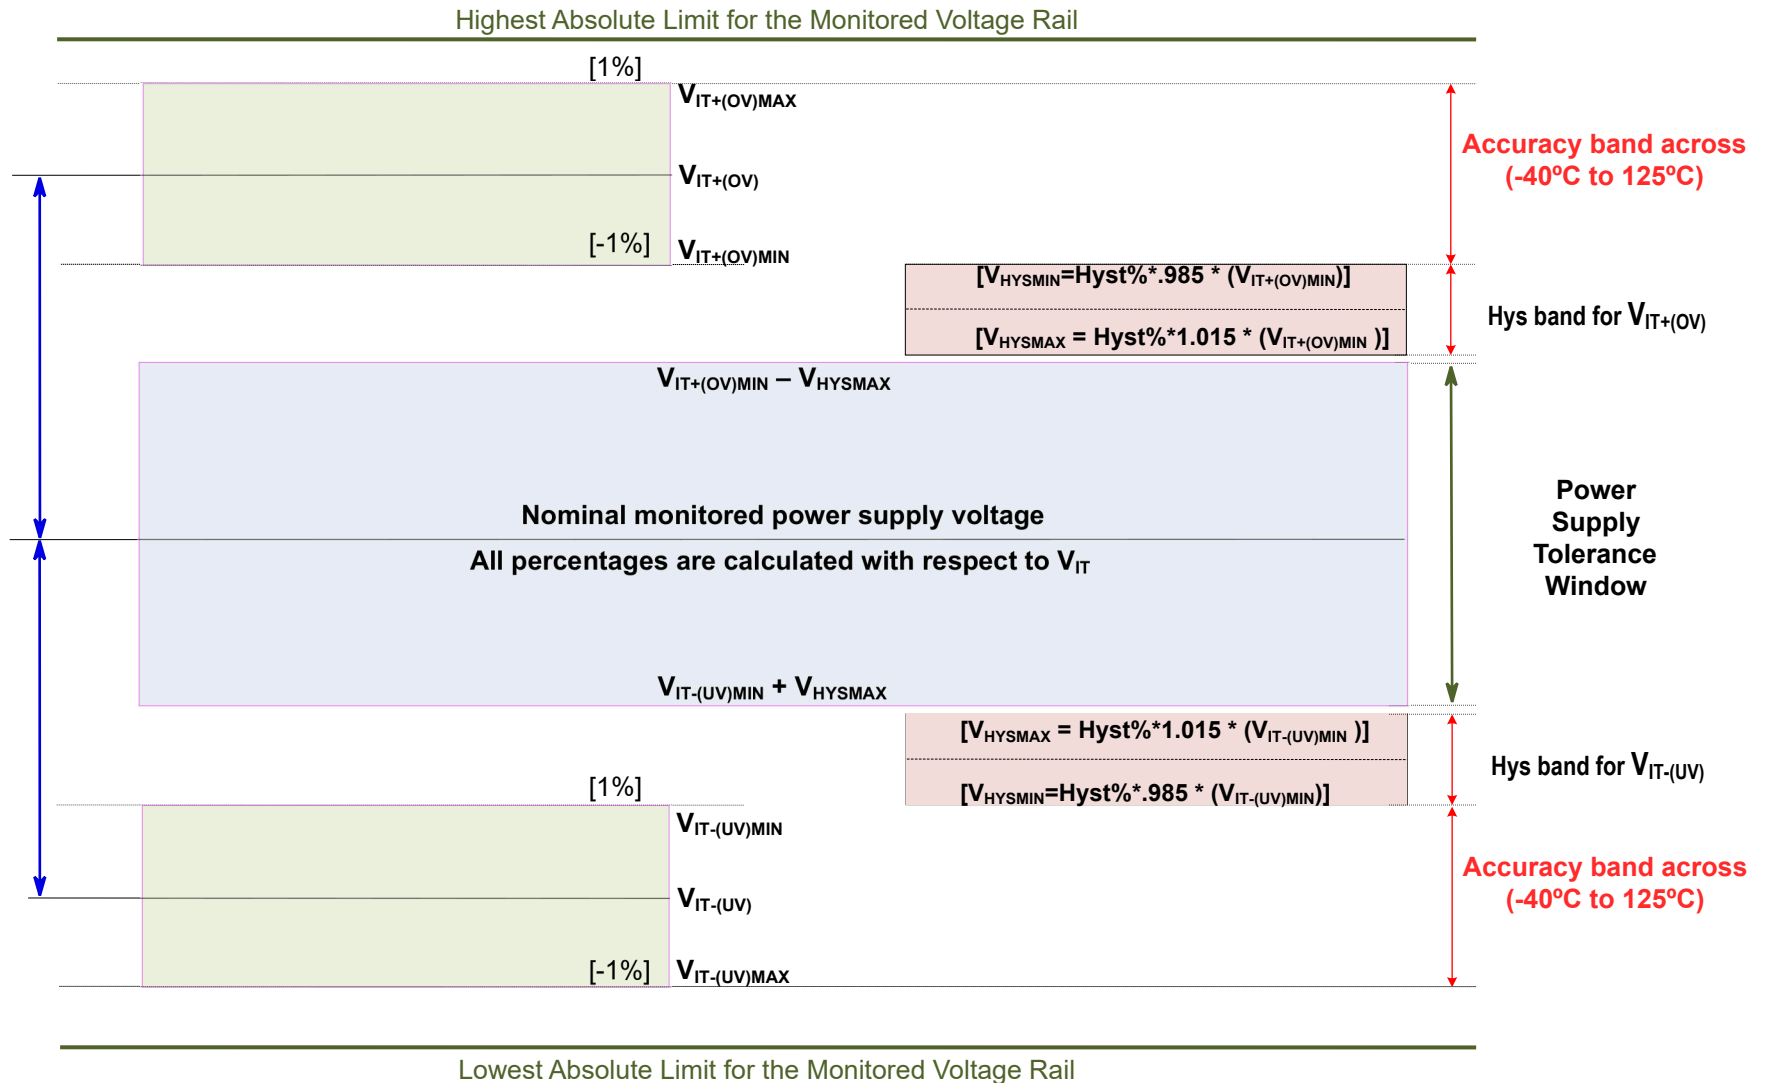 Highest Absolute Limit for the Monitored Voltage Rail
[1%]
VIT+(OV)MAX
Accuracy band across
(-40ºC to 125ºC)
VIT+(OV)
[-1%] VIT+(OV)MIN
[VHYSMIN=Hyst%*.985 * (VIT+(OV)MIN)]
Hys band for VIT+(OV)
[VHYSMAX = Hyst%*1.015 * (VIT+(OV)MIN )]
VIT+(OV)MIN – VHYSMAX
Nominal monitored power supply voltage
All percentages are calculated with respect to VIT
Power
Supply
Tolerance
Window
VIT-(UV)MIN + VHYSMAX
[VHYSMAX = Hyst%*1.015 * (VIT-(UV)MIN )]
Hys band for VIT-(UV)
[VHYSMIN=Hyst%*.985 * (VIT-(UV)MIN)]
[1%]
VIT-(UV)MIN
Accuracy band across
(-40ºC to 125ºC)
VIT-(UV)
[-1%] VIT-(UV)MAX
Lowest Absolute Limit for the Monitored Voltage Rail